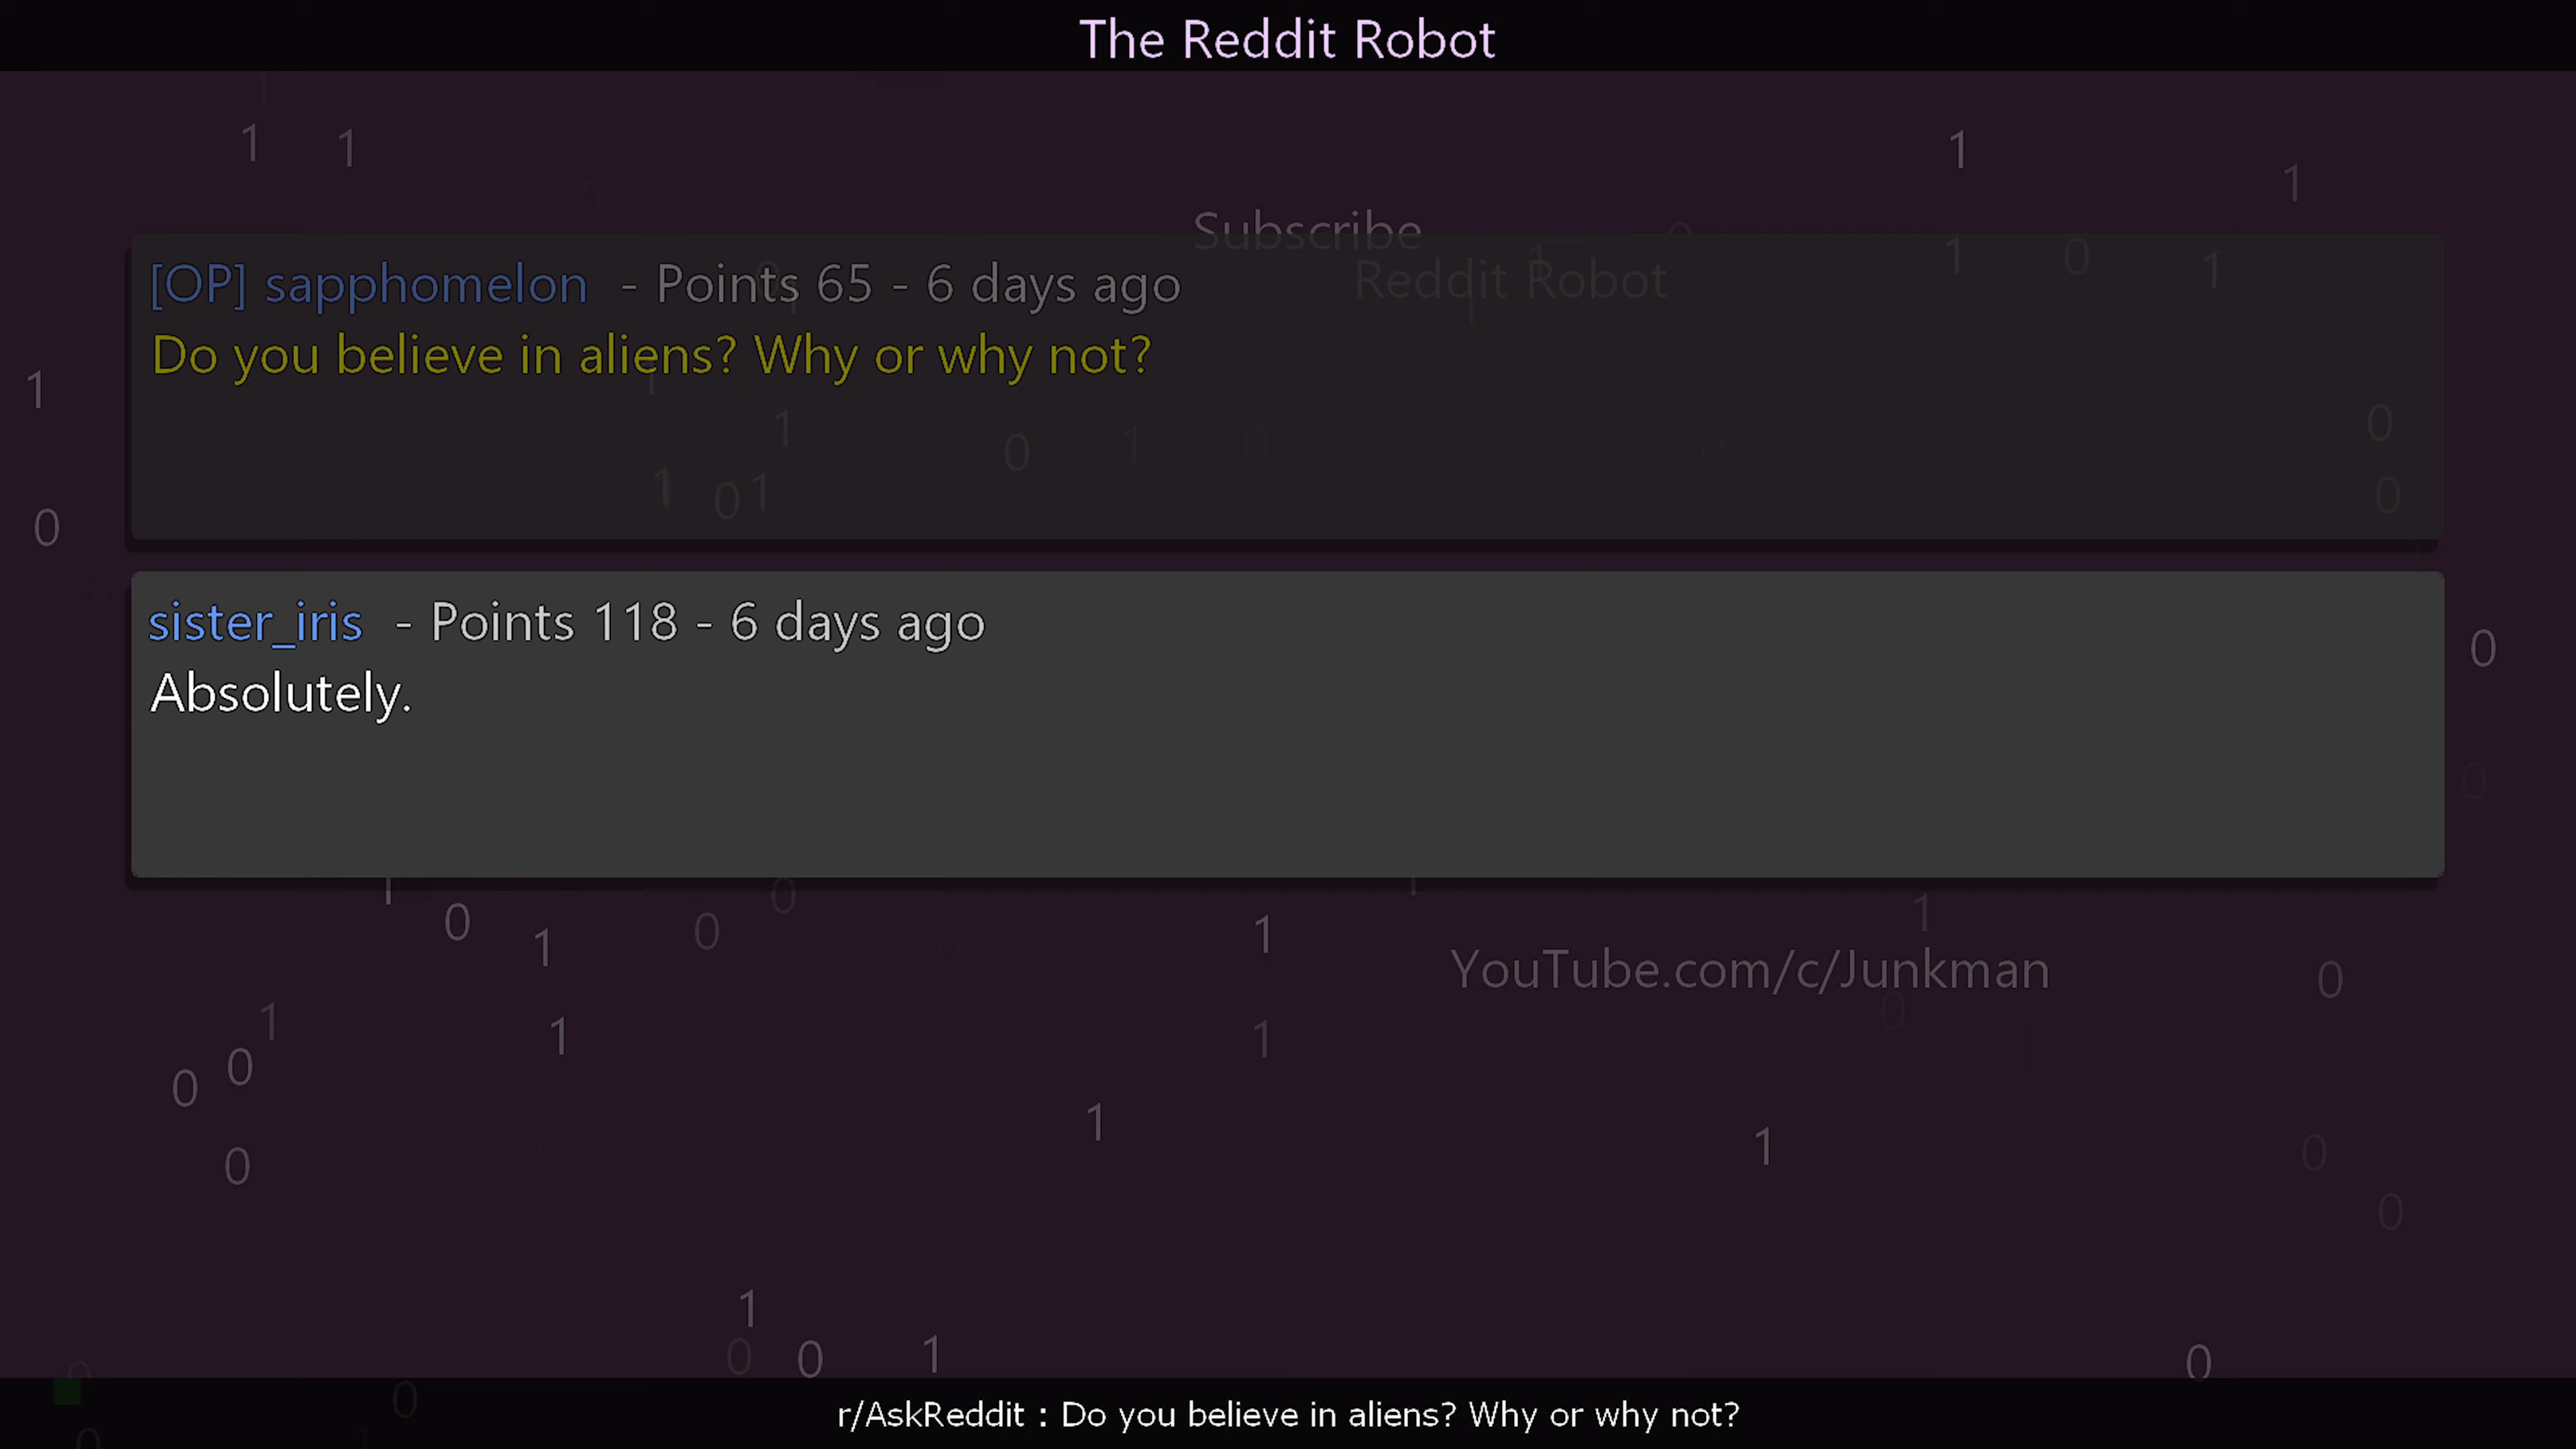 The Reddit Robot
Subscribe
Reddit Robot
[OP] sapphomelon - Points 65 - 6 days ago
Do you believe in aliens? Why or why not?
sister_iris - Points 118 - 6 days ago
Absolutely.
YouTube.com/c/Junkman
r/AskReddit : Do you believe in aliens? Why or why not?